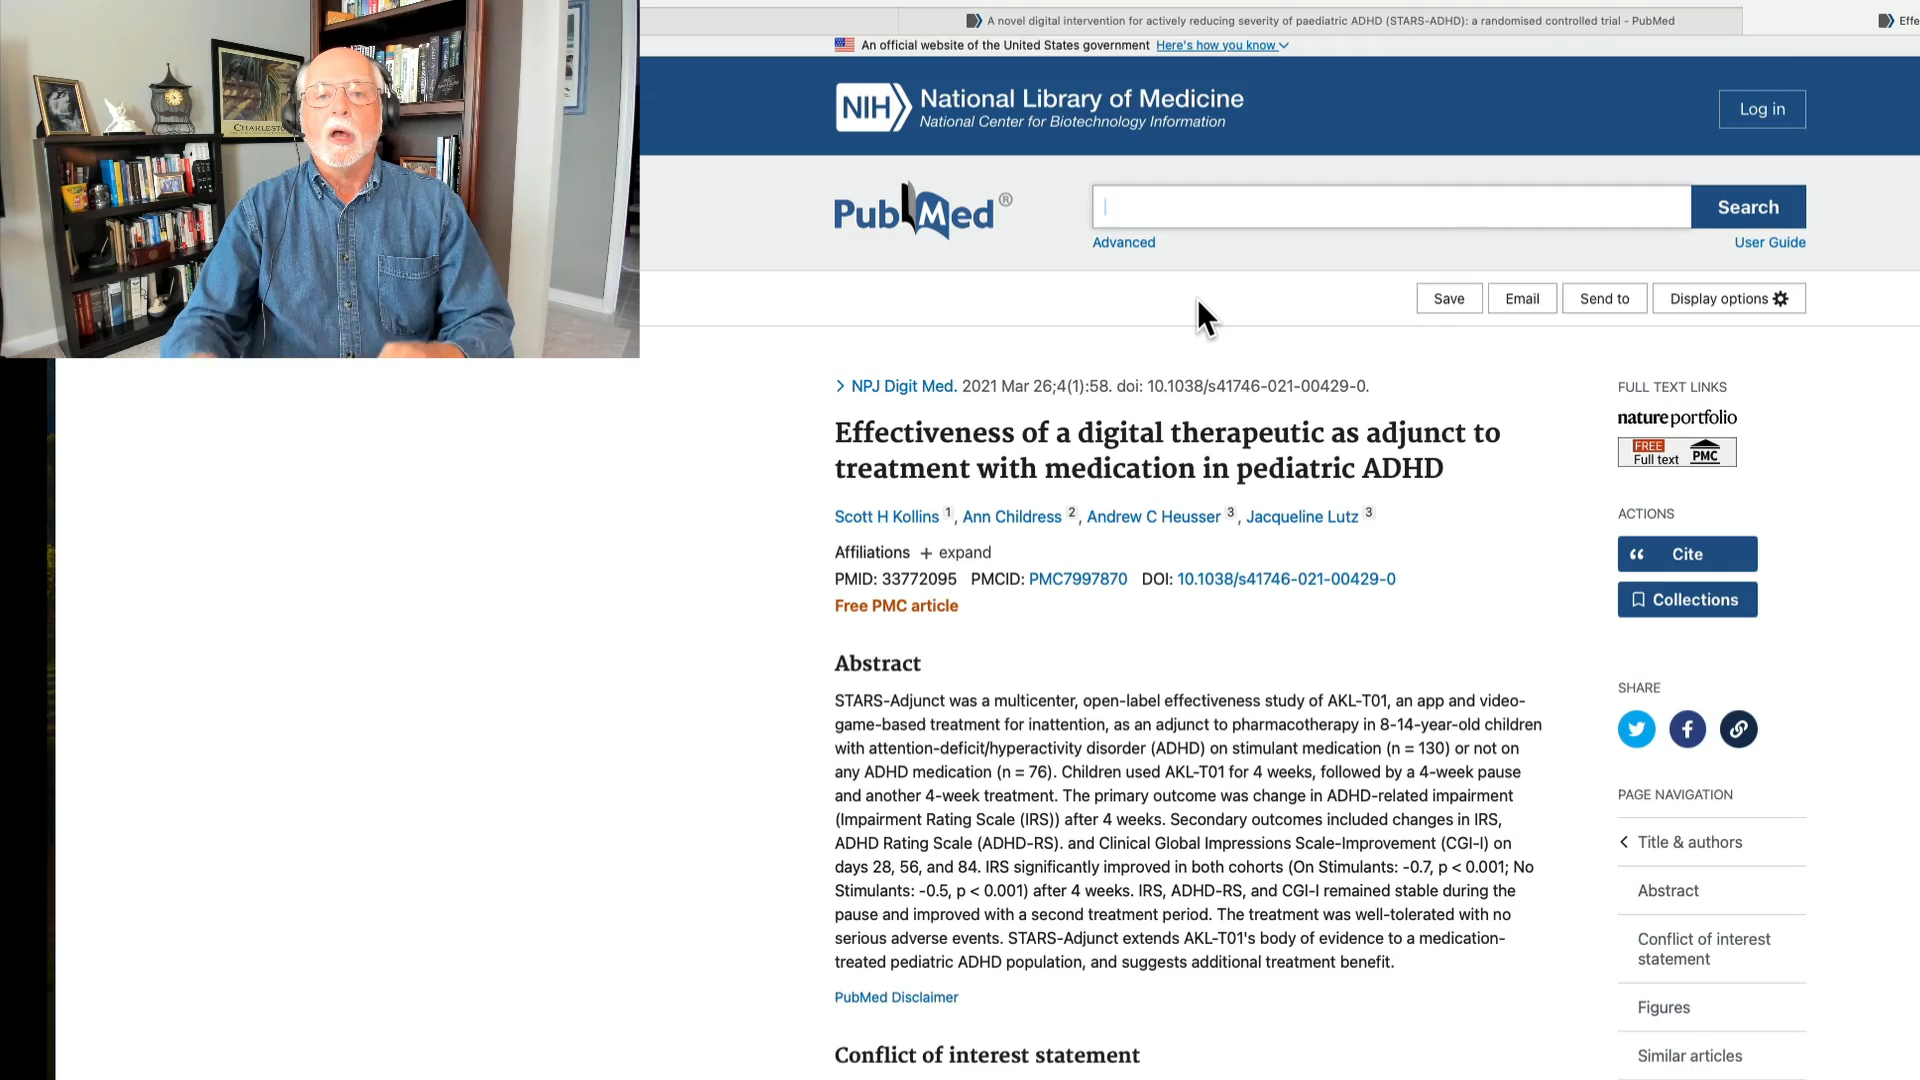 A novel digital intervention for actively reducing severity of paediatric ADHD (STARS-ADHD): a randomised controlled trial - PubMed
Effe
An official website of the United States government Here's how you know
NIH National Library of Medicine
National Center for Biotechnology Information
Log in
PubMed®
Search
Advanced
User Guide
Save
Email
Send to
Display options
CHARLESTO
NPJ Digit Med. 2021 Mar 26;4(1):58. doi: 10.1038/s41746-021-00429-0.
Effectiveness of a digital therapeutic as adjunct to
treatment with medication in pediatric ADHD
Scott H Kollins 1, Ann Childress 2, Andrew C Heusser 3, Jacqueline Lutz 3
Affiliations + expand
PMID: 33772095 PMCID: PMC7997870 DOI: 10.1038/s41746-021-00429-0
Free PMC article
Abstract
STARS-Adjunct was a multicenter, open-label effectiveness study of AKL-T01, an app and video-
game-based treatment for inattention, as an adjunct to pharmacotherapy in 8-14-year-old children
with attention-deficit/hyperactivity disorder (ADHD) on stimulant medication (n = 130) or not on
any ADHD medication (n = 76). Children used AKL-T01 for 4 weeks, followed by a 4-week pause
and another 4-week treatment. The primary outcome was change in ADHD-related impairment
(Impairment Rating Scale (IRS)) after 4 weeks. Secondary outcomes included changes in IRS,
ADHD Rating Scale (ADHD-RS). and Clinical Global Impressions Scale-Improvement (CGI-I) on
days 28, 56, and 84. IRS significantly improved in both cohorts (On Stimulants: -0.7, p < 0.001; No
Stimulants: -0.5, p < 0.001) after 4 weeks. IRS, ADHD-RS, and CGI-I remained stable during the
pause and improved with a second treatment period. The treatment was well-tolerated with no
serious adverse events. STARS-Adjunct extends AKL-T01's body of evidence to a medication-
treated pediatric ADHD population, and suggests additional treatment benefit.
PubMed Disclaimer
Conflict of interest statement
FULL TEXT LINKS
nature portfolio
FREE
Full text PMC
ACTIONS
Cite
Collections
SHARE
PAGE NAVIGATION
Title & authors
Abstract
Conflict of interest
statement
Figures
Similar articles